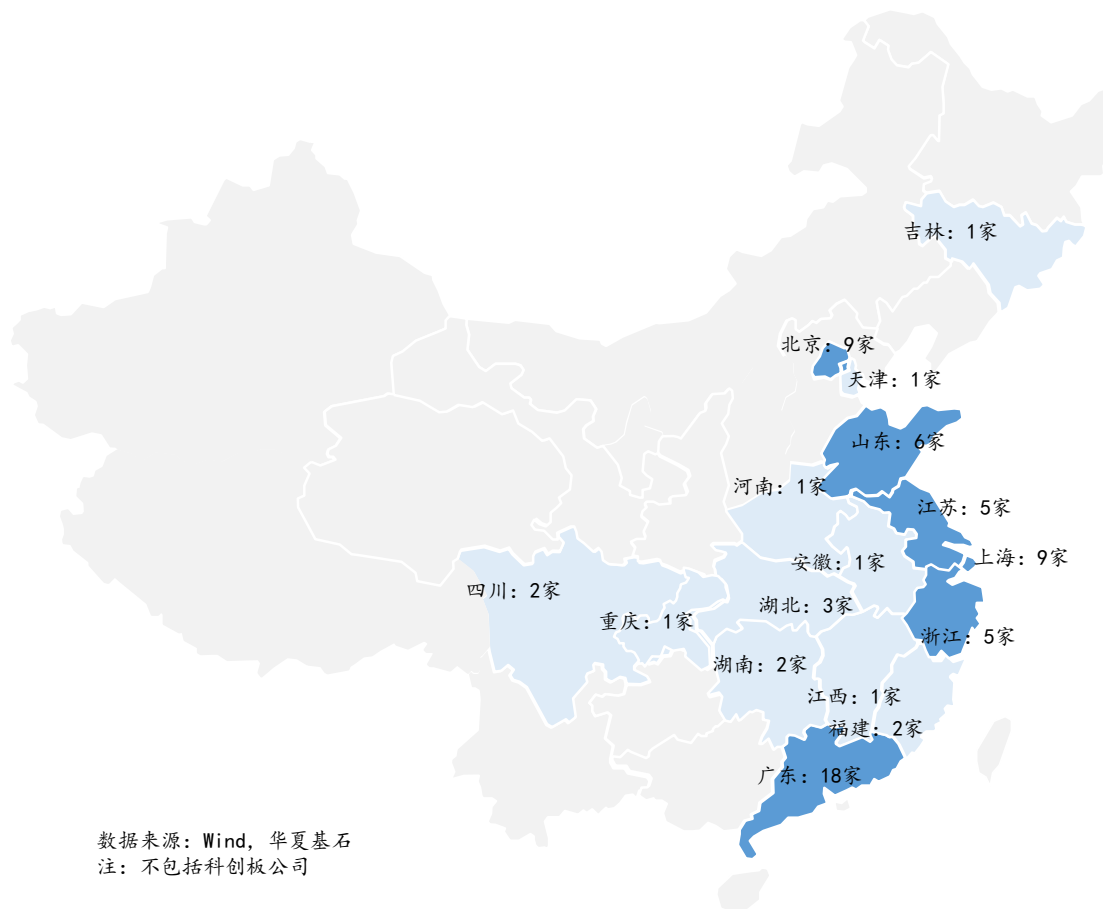 吉林：1家
北京：9家
天津：1家
山东：6家
河南：1家
江苏：5家
上海：9家
安徽：1家
四川：2家
湖北：3家
重庆：1家
浙江：5家
湖南：2家
江西：1家
福建：2家
广东：18家
数据来源：Wind，华夏基石
注：不包括科创板公司